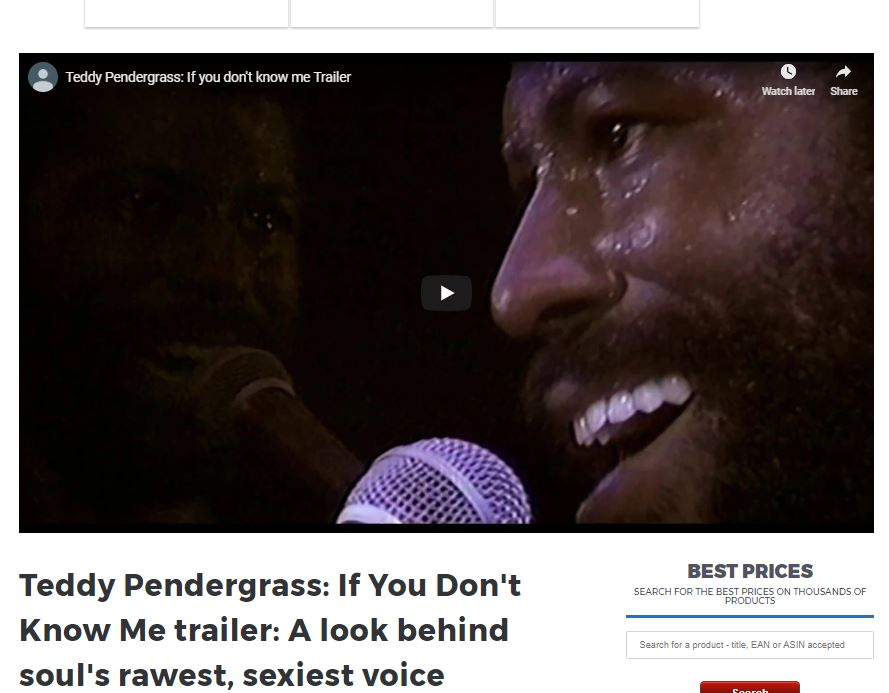 Teddy Pendergrass: If you don't know me Trailer
Watch later
Share
Teddy Pendergrass: If You Don't
Know Me trailer: A look behind
soul's rawest, sexiest voice
BEST PRICES
SEARCH FOR THE BEST PRICES ON THOUSANDS OF
PRODUCTS
Search for a product - title, EAN or ASIN accepted
Search